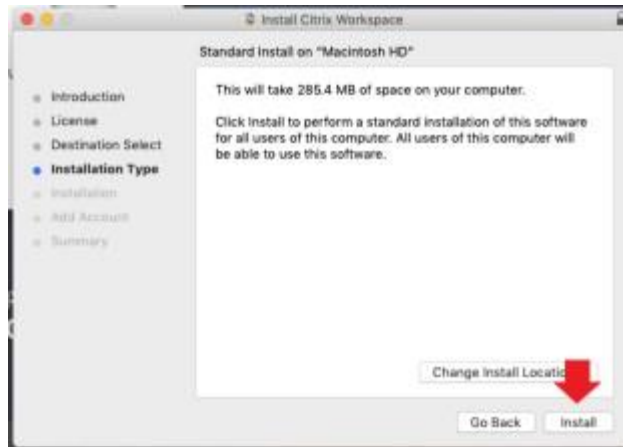 Install Citrix Workspace
Standard Install on "Macintosh HD"
Introduction
License
Destination Select
Installation Type
Installation
Add Account
Summary
This will take 285.4 MB of space on your computer.
Click Install to perform a standard installation of this software
for all users of this computer. All users of this computer will
be able to use this software.
Change Install Locatio
Go Back
Install